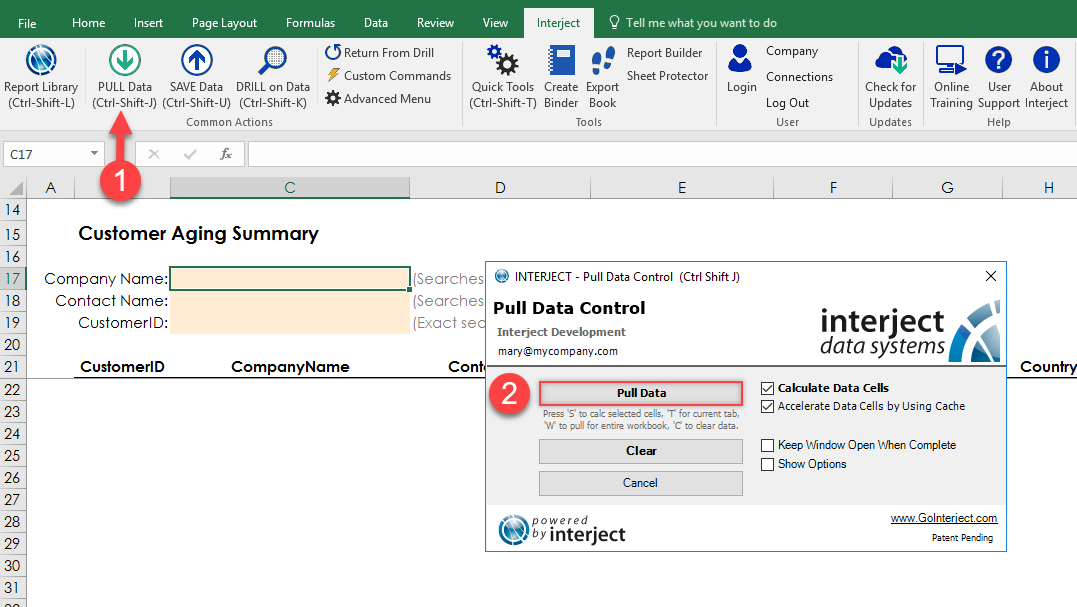 File Home Insert Page Layout Formulas Data Review View Interject Tell me what you want to do
Report Library (Ctrl-Shift-L)
PULL Data (Ctrl-Shift-J)
SAVE Data (Ctrl-Shift-U)
DRILL on Data (Ctrl-Shift-K)
Return From Drill
Custom Commands
Advanced Menu
Common Actions
Quick Tools (Ctrl-Shift-T)
Create Binder
Export Book
Report Builder
Sheet Protector
Tools
Login
Company
Connections
Log Out
User
Check for Updates
Updates
Online Training
User Support
About Interject
Help
1
C17 fx
A C D E F G H
14
15 Customer Aging Summary
16
17 Company Name: (Searches
18 Contact Name: (Searches
19 CustomerID: (Exact sea
20
21 CustomerID CompanyName Cont Country
22
23
24
25
26
27
28
29
30
31
INTERJECT - Pull Data Control (Ctrl Shift J)
Pull Data Control
Interject Development
mary@mycompany.com
interject
data systems
2
Pull Data
Press 'S' to calc selected cells, 'T' for current tab,
'W' to pull for entire workbook, 'C' to clear data.
Clear
Cancel
Calculate Data Cells
Accelerate Data Cells by Using Cache
Keep Window Open When Complete
Show Options
powered
by interject
www.GoInterject.com
Patent Pending